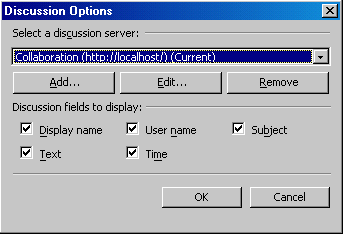 Discussion Options
Select a discussion server:
Collaboration (http://localhost/) (Current)
Add... Edit... Remove
Discussion fields to display:
Display name User name Subject
Text Time
OK Cancel